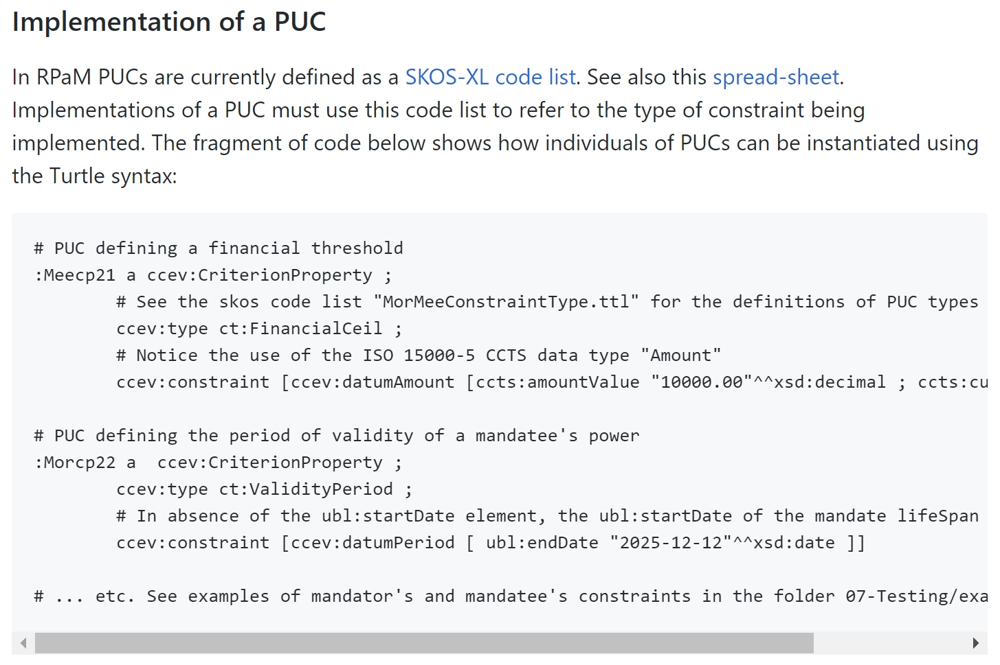 Implementation of a PUC
In RPaM PUCs are currently defined as a SKOS-XL code list. See also this spread-sheet.
Implementations of a PUC must use this code list to refer to the type of constraint being
implemented. The fragment of code below shows how individuals of PUCs can be instantiated using
the Turtle syntax:
# PUC defining a financial threshold
:Meecp21 a ccev:CriterionProperty ;
# See the skos code list "MorMeeConstraintType.ttl" for the definitions of PUC types
ccev:type ct:FinancialCeil ;
# Notice the use of the ISO 15000-5 CCTS data type "Amount"
ccev:constraint [ccev:datumAmount [ccts:amountValue "10000.00"^^xsd:decimal ; ccts:cu
# PUC defining the period of validity of a mandatee's power
:Morcp22 a  ccev:CriterionProperty ;
ccev:type ct:ValidityPeriod ;
# In absence of the ubl:startDate element, the ubl:startDate of the mandate lifeSpan
ccev:constraint [ccev:datumPeriod [ ubl:endDate "2025-12-12"^^xsd:date ]]
# ... etc. See examples of mandator's and mandatee's constraints in the folder 07-Testing/exa